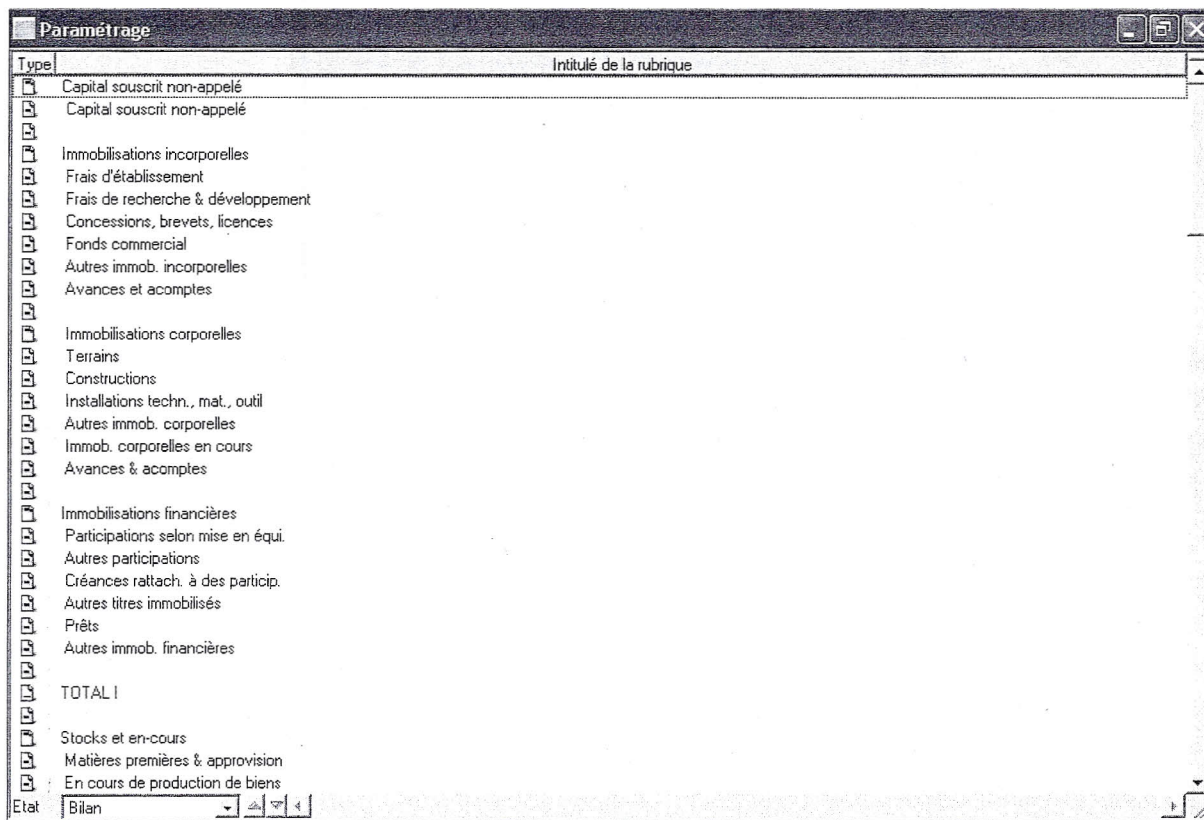 Paramétrage
Type Intitulé de la rubrique
Capital souscrit non-appelé
Capital souscrit non-appelé
Immobilisations incorporelles
Frais d'établissement
Frais de recherche & développement
Concessions, brevets, licences
Fonds commercial
Autres immob. incorporelles
Avances et acomptes
Immobilisations corporelles
Terrains
Constructions
Installations techn., mat., outil
Autres immob. corporelles
Immob. corporelles en cours
Avances & acomptes
Immobilisations financières
Participations selon mise en équi.
Autres participations
Créances rattach. à des particip.
Autres titres immobilisés
Prêts
Autres immob. financières
TOTAL I
Stocks et en-cours
Matières premières & approvision
En cours de production de biens
Etat Bilan